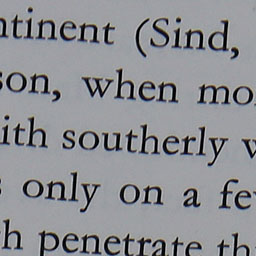 ntinent (Sind,
son, when mo
ith southerly w
only on a fe
h penetrate th